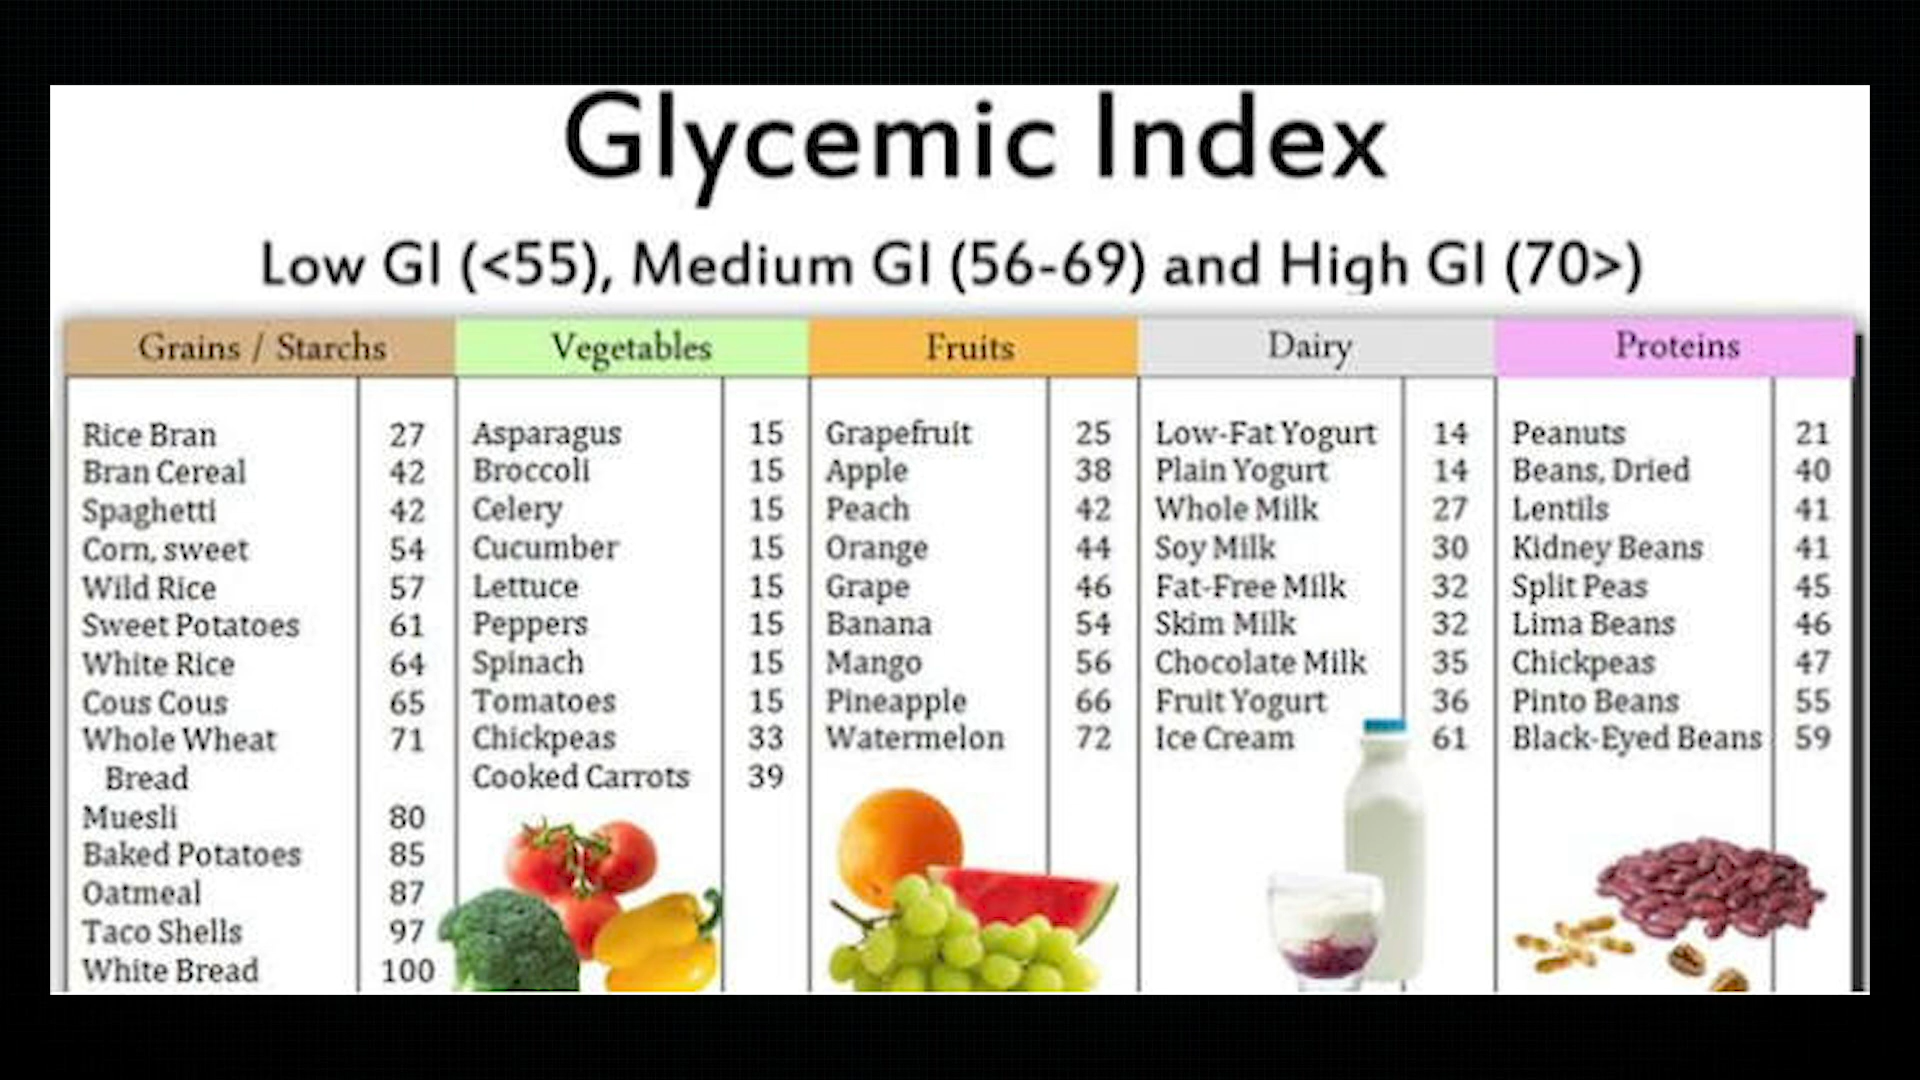 Glycemic Index
Low GI (<55), Medium GI (56-69) and High GI (70>)
Grains / Starchs
Rice Bran 27
Bran Cereal 42
Spaghetti 42
Corn, sweet 54
Wild Rice 57
Sweet Potatoes 61
White Rice 64
Cous Cous 65
Whole Wheat 71
Bread
Muesli 80
Baked Potatoes 85
Oatmeal 87
Taco Shells 97
White Bread 100
Vegetables
Asparagus 15
Broccoli 15
Celery 15
Cucumber 15
Lettuce 15
Peppers 15
Spinach 15
Tomatoes 15
Chickpeas 33
Cooked Carrots 39
Fruits
Grapefruit 25
Apple 38
Peach 42
Orange 44
Grape 46
Banana 54
Mango 56
Pineapple 66
Watermelon 72
Dairy
Low-Fat Yogurt 14
Plain Yogurt 14
Whole Milk 27
Soy Milk 30
Fat-Free Milk 32
Skim Milk 32
Chocolate Milk 35
Fruit Yogurt 36
Ice Cream 61
Proteins
Peanuts 21
Beans, Dried 40
Lentils 41
Kidney Beans 41
Split Peas 45
Lima Beans 46
Chickpeas 47
Pinto Beans 55
Black-Eyed Beans 59